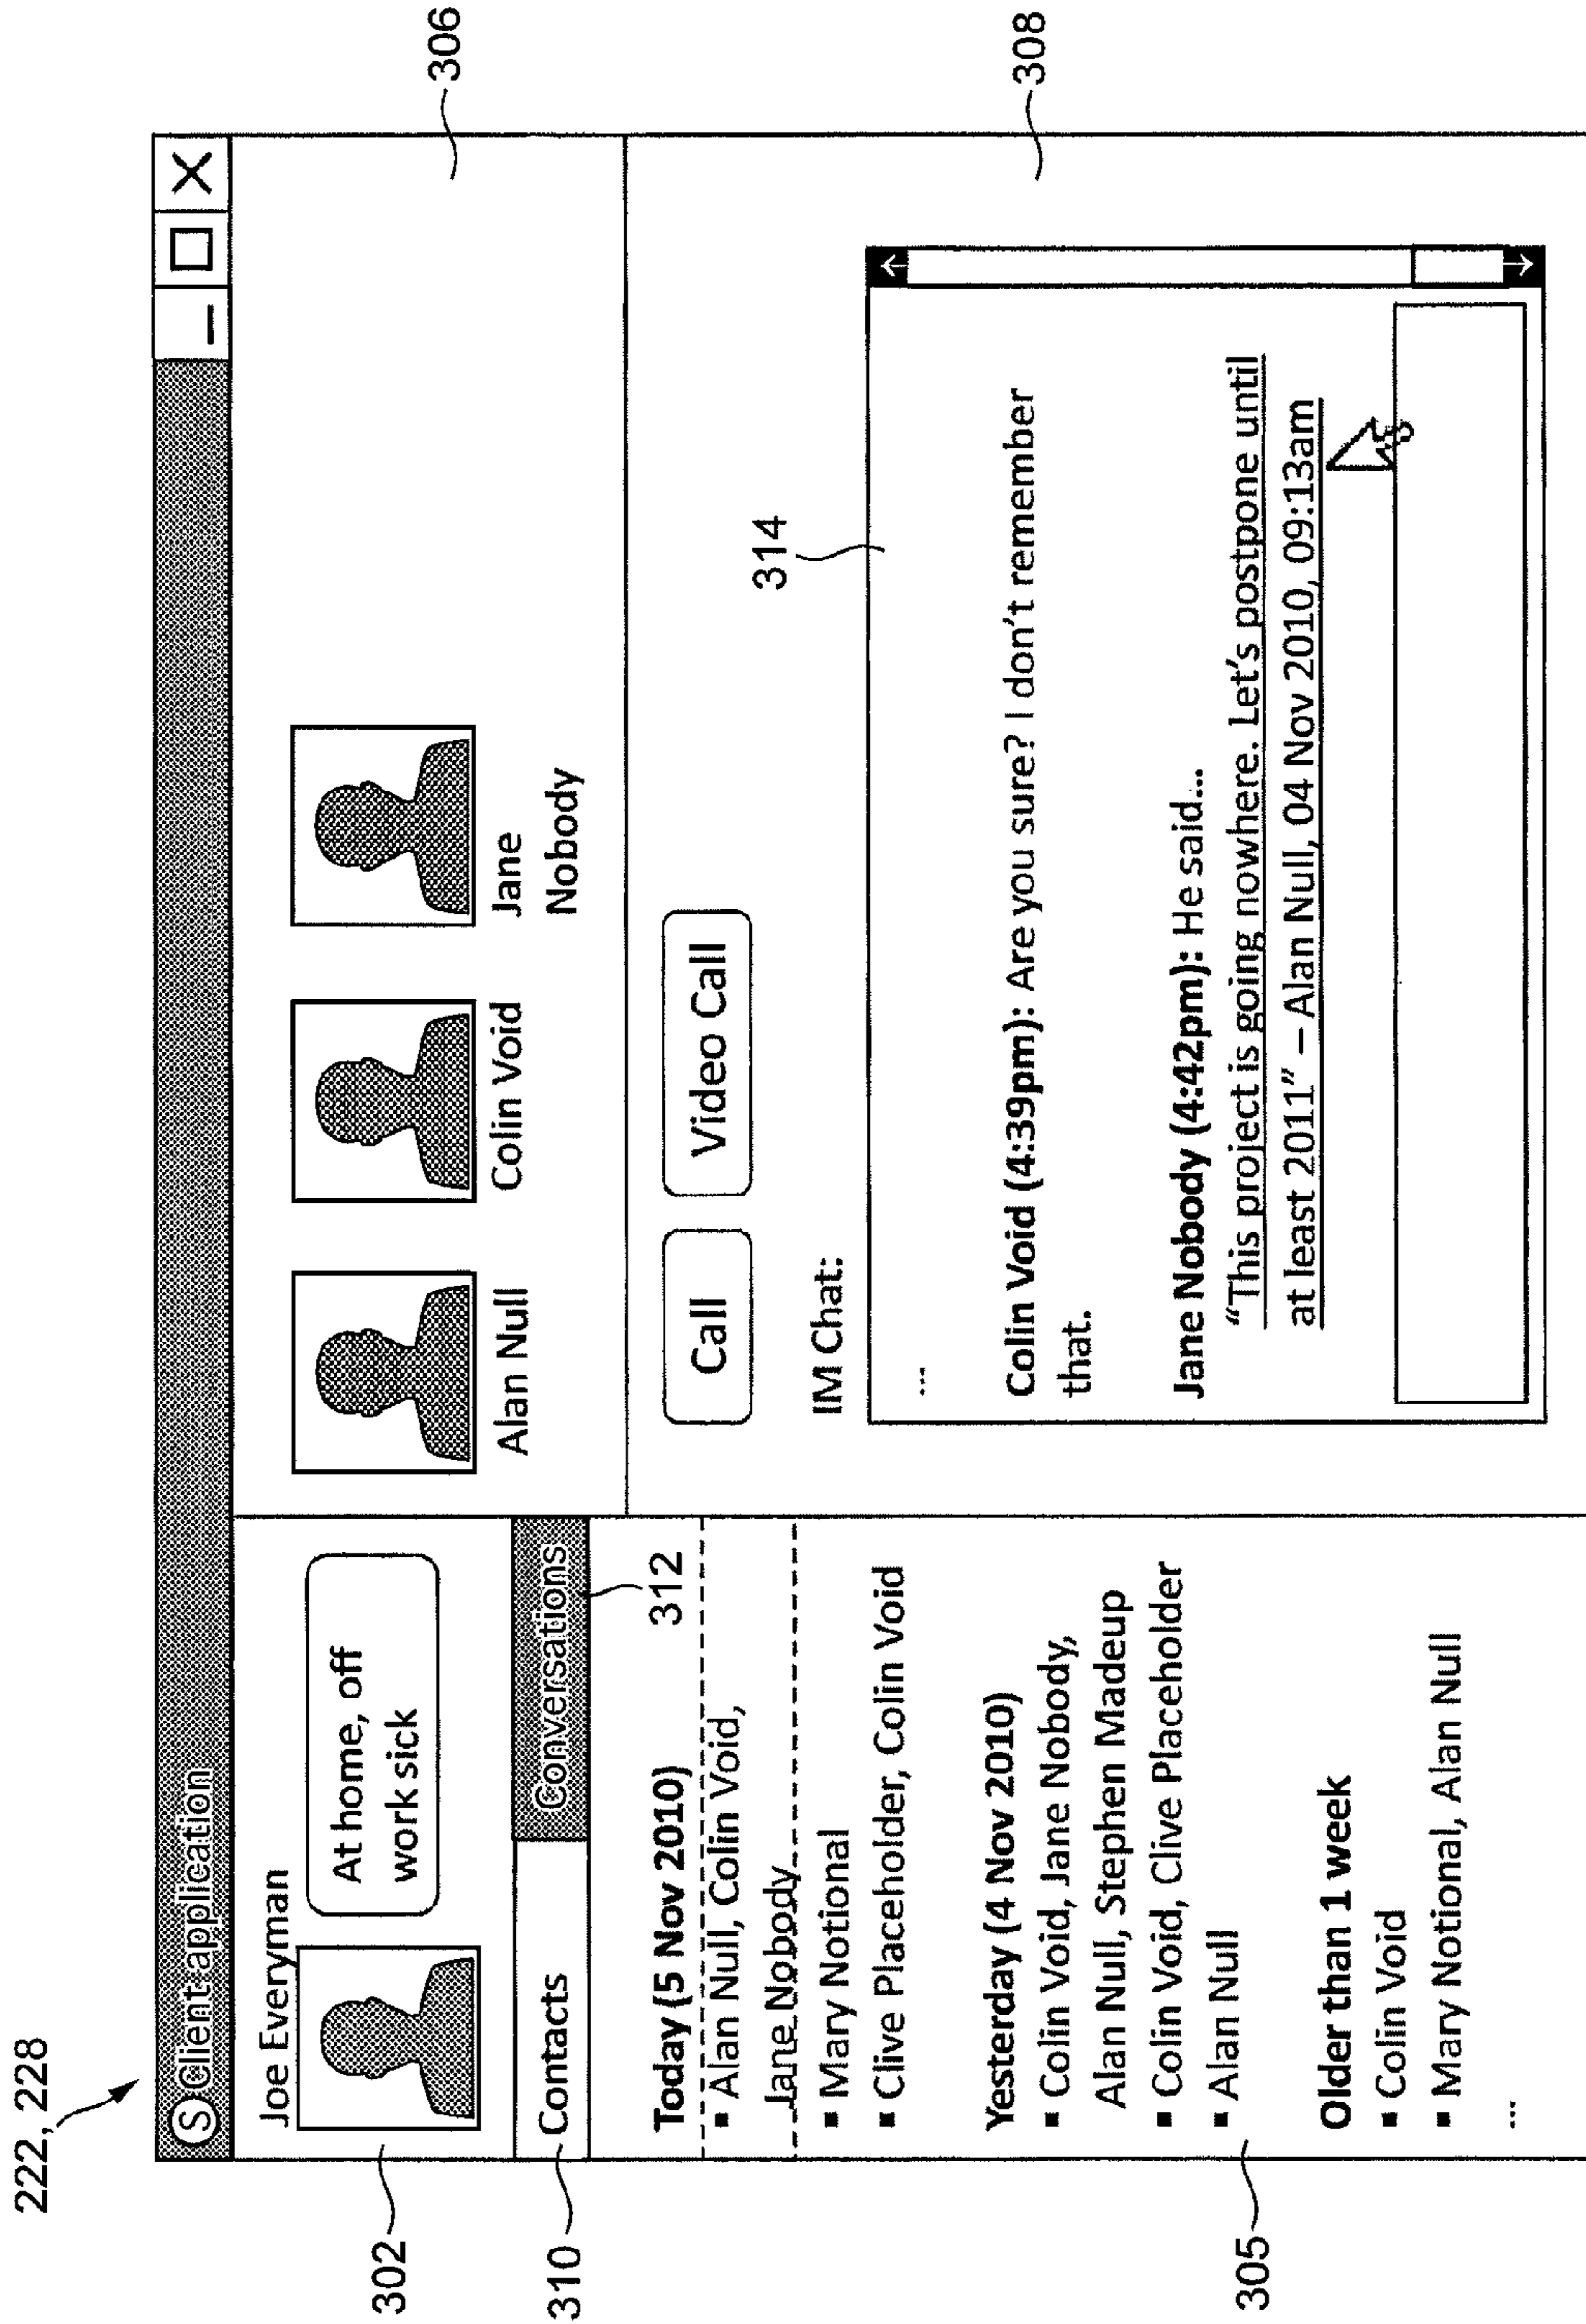 222, 228
S Client application
Joe Everyman
At home, off
work sick
302
310
Contacts
Conversations
312
Today (5 Nov 2010)
▪ Alan Null, Colin Void,
Jane Nobody
▪ Mary Notional
▪ Clive Placeholder, Colin Void
Yesterday (4 Nov 2010)
▪ Colin Void, Jane Nobody,
Alan Null, Stephen Madeup
▪ Colin Void, Clive Placeholder
▪ Alan Null
305
Older than 1 week
▪ Colin Void
▪ Mary Notional, Alan Null
...
Alan Null
Colin Void
Jane
Nobody
306
Call
Video Call
IM Chat:
314
308
...
Colin Void (4:39pm): Are you sure? I don't remember
that.
Jane Nobody (4:42pm): He said...
“This project is going nowhere. Let's postpone until
at least 2011” – Alan Null, 04 Nov 2010, 09:13am